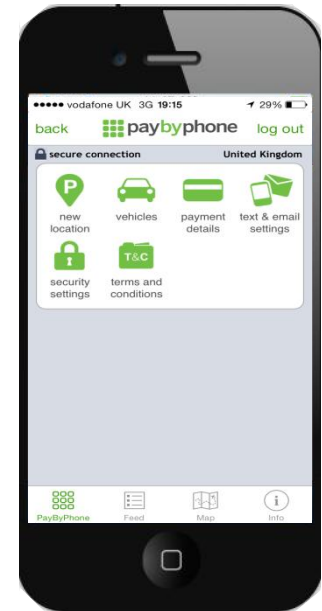 vodafone UK 3G 19:15 29%
back paybyphone log out
secure connection United Kingdom
P
new
location
vehicles
payment
details
text & email
settings
security
settings
T&C
terms and
conditions
PayByPhone Feed Map Info